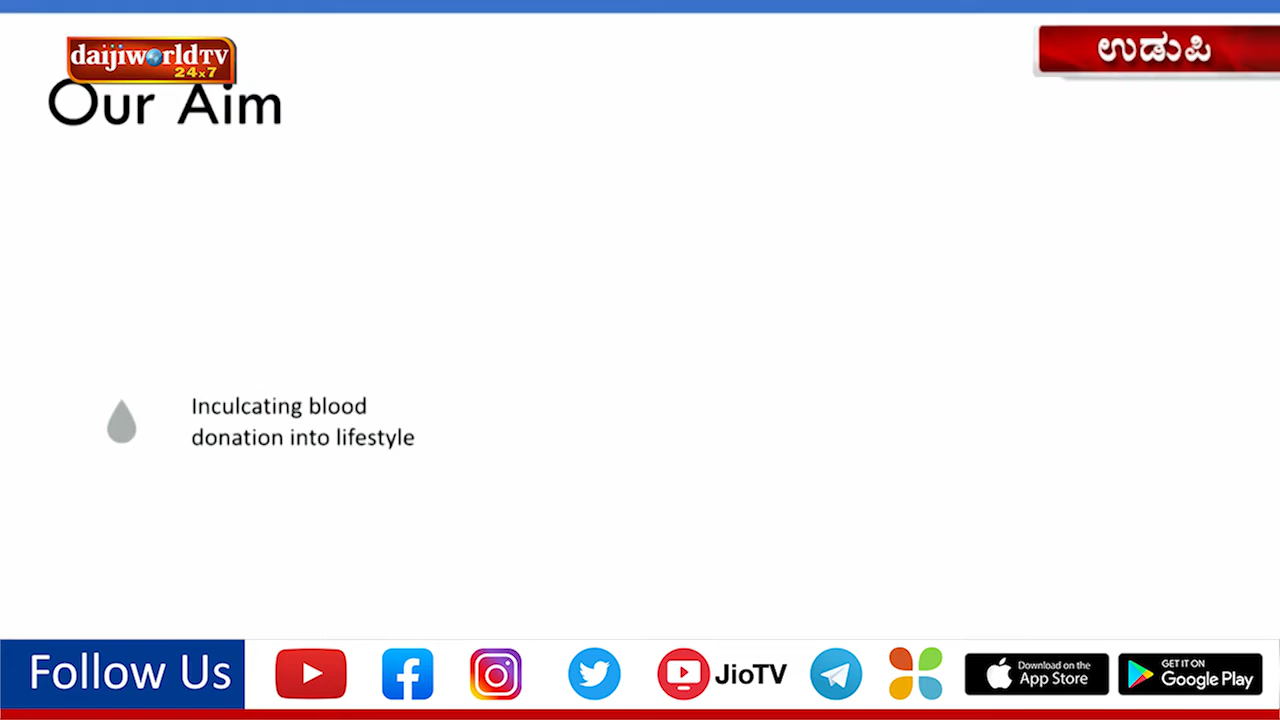 daijiworldTV
24x7
ಉಡುಪಿ
Our Aim
Inculcating blood
donation into lifestyle
Follow Us
JioTV
Download on the
App Store
GET IT ON
Google Play